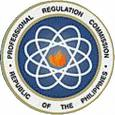 PROFESSIONAL REGULATION COMMISSION
REPUBLIC OF THE PHILIPPINES